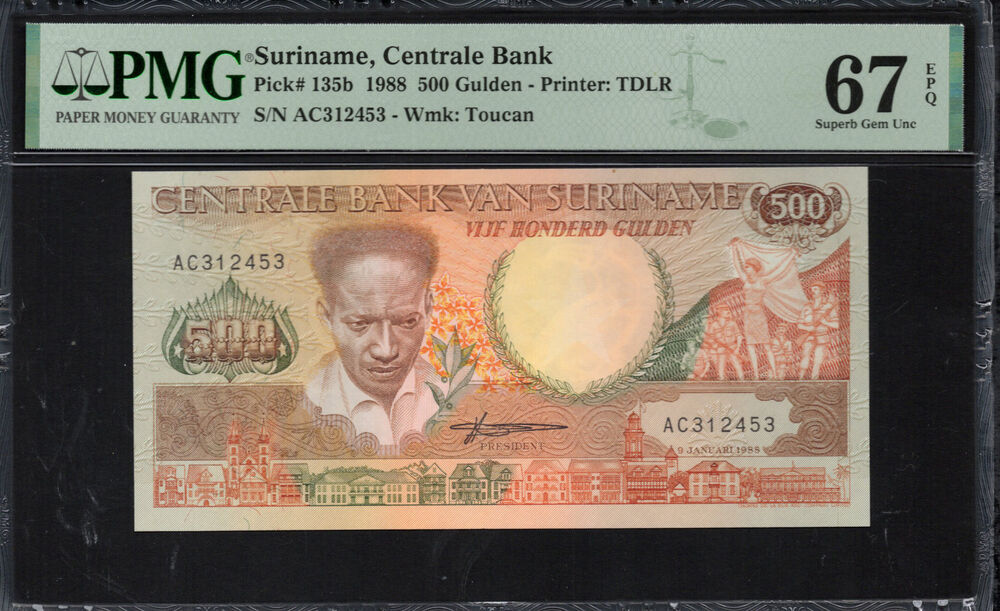 PMG®
PAPER MONEY GUARANTY
Suriname, Centrale Bank
Pick# 135b 1988 500 Gulden - Printer: TDLR
S/N AC312453 - Wmk: Toucan
67 EPQ
Superb Gem Unc
CENTRALE BANK VAN SURINAME
500
VIJF HONDERD GULDEN
AC312453
500
PRESIDENT
AC312453
9 JANUARI 1988